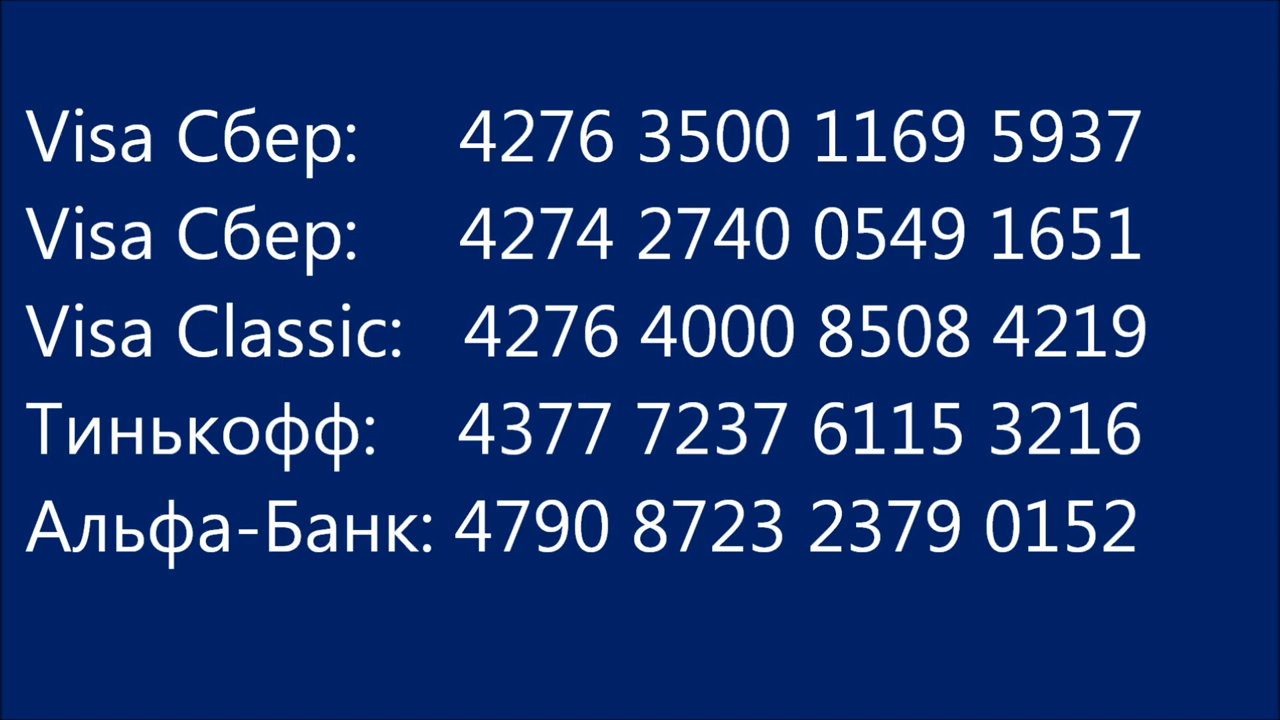 Visa Сбер: 4276 3500 1169 5937
Visa Сбер: 4274 2740 0549 1651
Visa Classic: 4276 4000 8508 4219
Тинькофф: 4377 7237 6115 3216
Альфа-Банк: 4790 8723 2379 0152